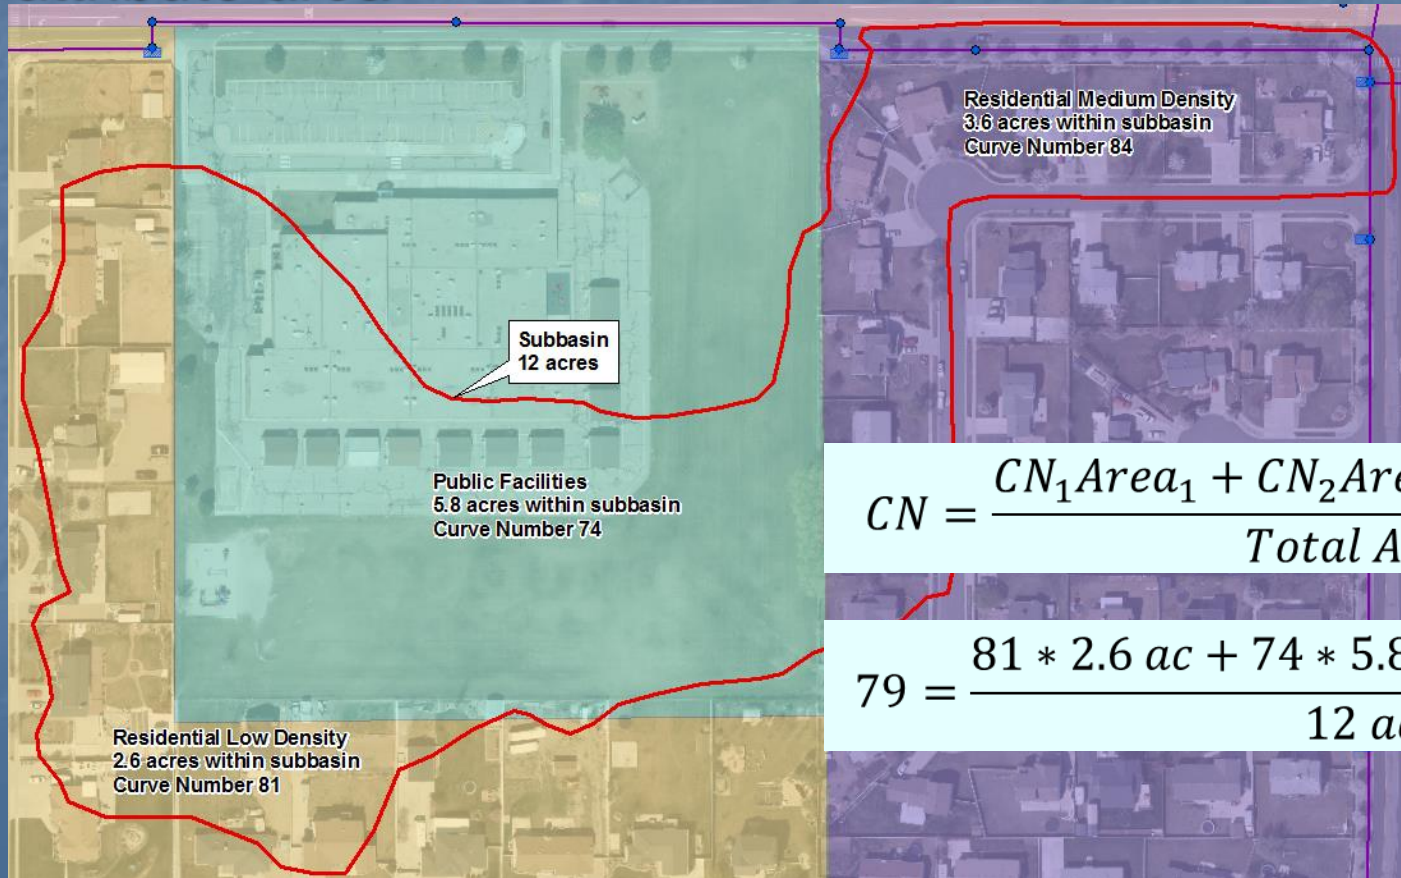 Residential Medium Density
3.6 acres within subbasin
Curve Number 84
Subbasin
12 acres
Public Facilities
5.8 acres within subbasin
Curve Number 74
CN = (CN₁Area₁ + CN₂Are) / (Total A
79 = (81 * 2.6 ac + 74 * 5.8) / (12 a
Residential Low Density
2.6 acres within subbasin
Curve Number 81